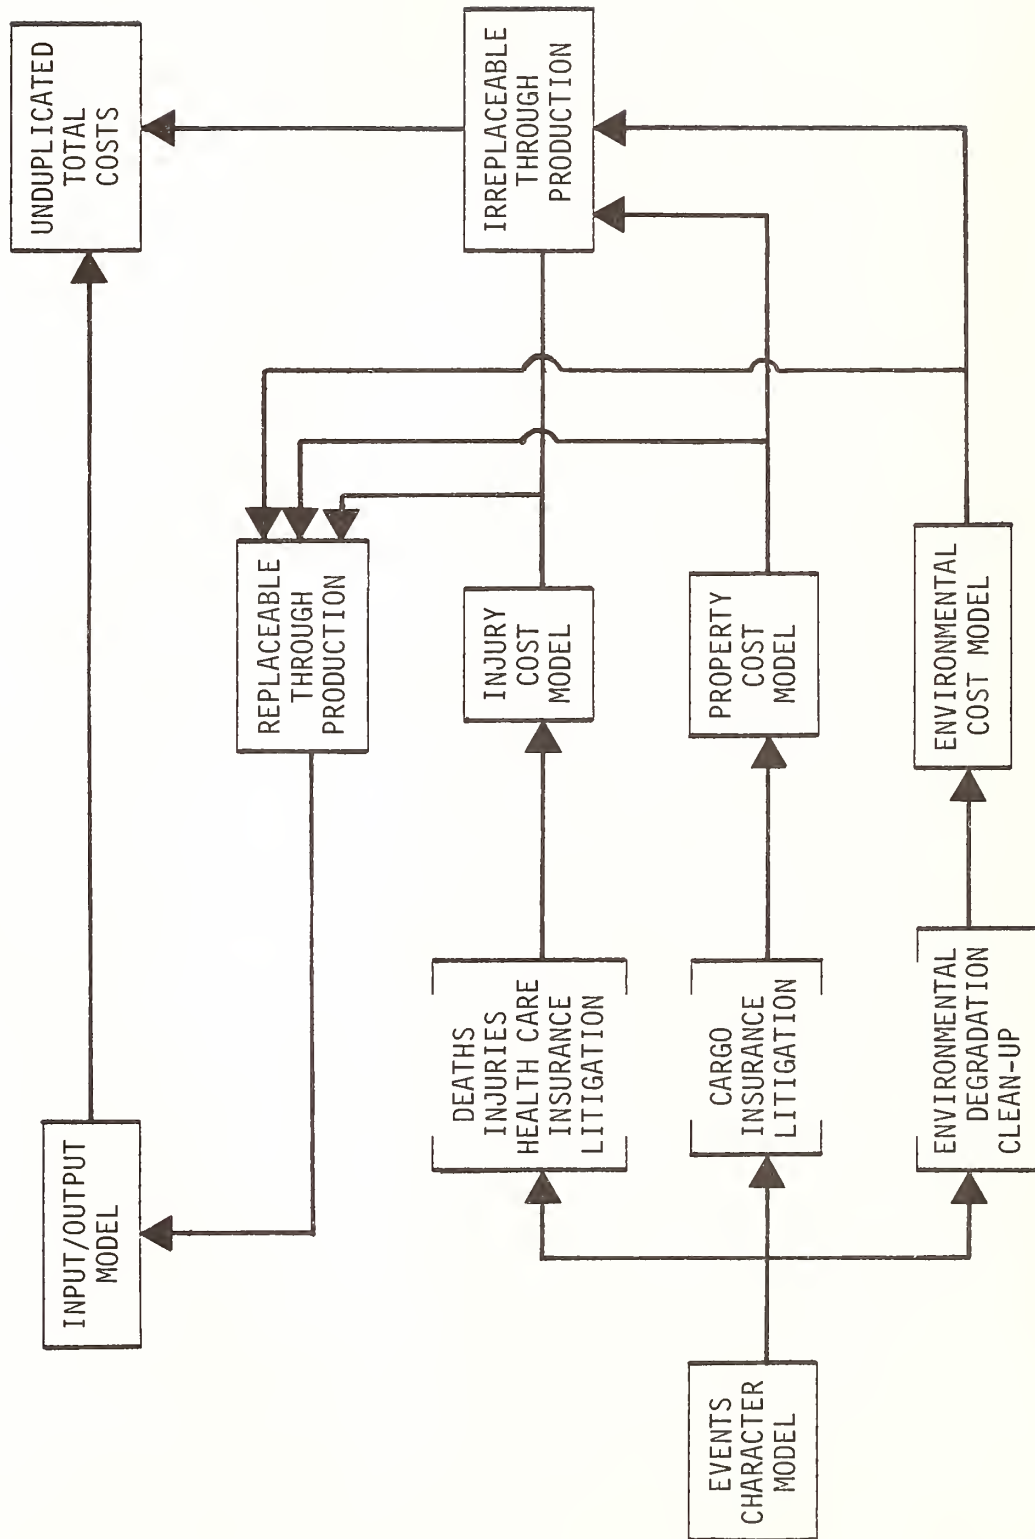 UNDUPLICATED
TOTAL
COSTS
IRREPLACEABLE
THROUGH
PRODUCTION
REPLACEABLE
THROUGH
PRODUCTION
INPUT/OUTPUT
MODEL
INJURY
COST
MODEL
PROPERTY
COST
MODEL
ENVIRONMENTAL
COST MODEL
DEATHS
INJURIES
HEALTH CARE
INSURANCE
LITIGATION
CARGO
INSURANCE
LITIGATION
ENVIRONMENTAL
DEGRADATION
CLEAN-UP
EVENTS
CHARACTER
MODEL